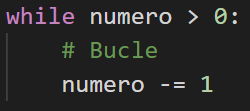 while numero > 0:
    # Bucle
    numero -= 1